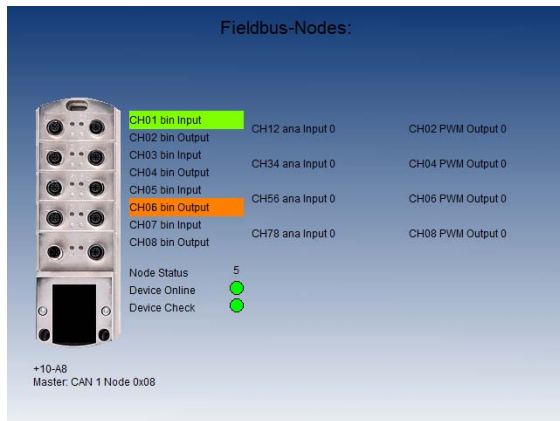 Fieldbus-Nodes:
CH01 bin Input
CH02 bin Output
CH12 ana Input 0
CH02 PWM Output 0
CH03 bin Input
CH04 bin Output
CH34 ana Input 0
CH04 PWM Output 0
CH05 bin Input
CH06 bin Output
CH56 ana Input 0
CH06 PWM Output 0
CH07 bin Input
CH08 bin Output
CH78 ana Input 0
CH08 PWM Output 0
Node Status 5
Device Online
Device Check
+10-A8
Master: CAN 1 Node 0x08